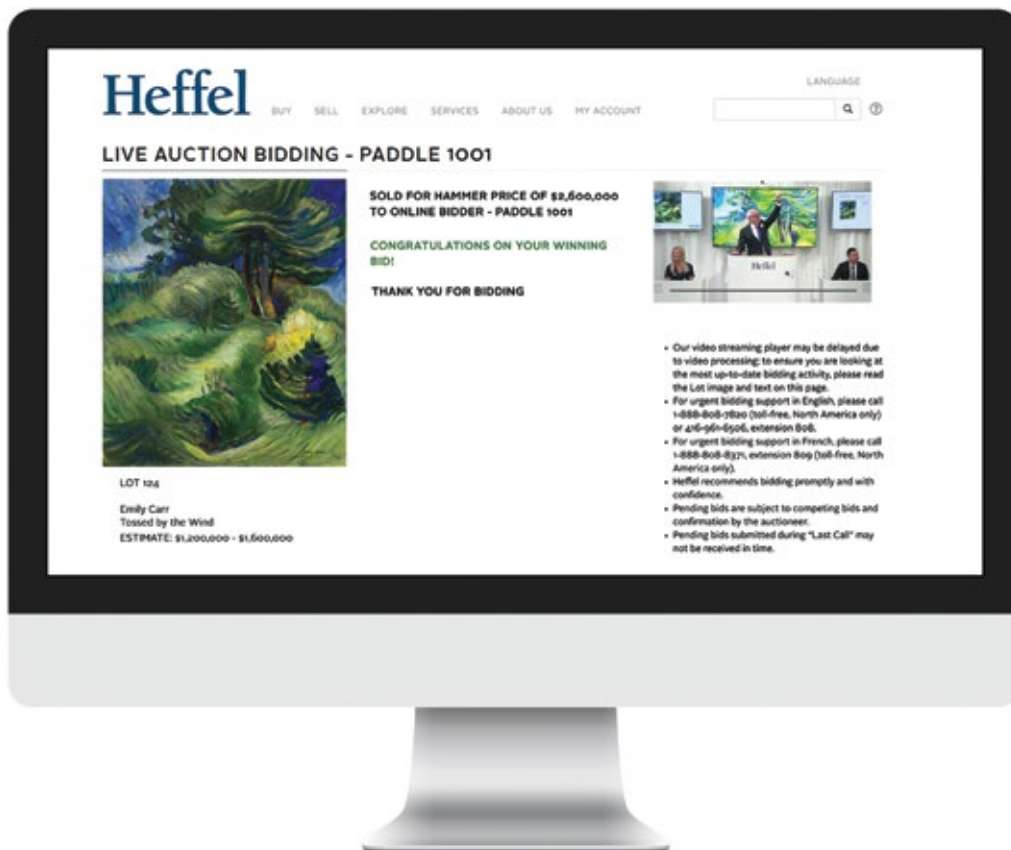 Heffel
BUY SELL EXPLORE SERVICES ABOUT US MY ACCOUNT
LANGUAGE
LIVE AUCTION BIDDING - PADDLE 1001
SOLD FOR HAMMER PRICE OF $2,600,000
TO ONLINE BIDDER - PADDLE 1001
CONGRATULATIONS ON YOUR WINNING
BID!
THANK YOU FOR BIDDING
Heffel
LOT 124
Emily Carr
Tossed by the Wind
ESTIMATE: $1,200,000 - $1,600,000
• Our video streaming player may be delayed due
to video processing; to ensure you are looking at
the most up-to-date bidding activity, please read
the Lot image and text on this page.
• For urgent bidding support in English, please call
1-888-808-7820 (toll-free, North America only)
or 416-961-6506, extension 808.
• For urgent bidding support in French, please call
1-888-808-8371, extension 809 (toll-free, North
America only).
• Heffel recommends bidding promptly and with
confidence.
• Pending bids are subject to competing bids and
confirmation by the auctioneer.
• Pending bids submitted during "Last Call" may
not be received in time.